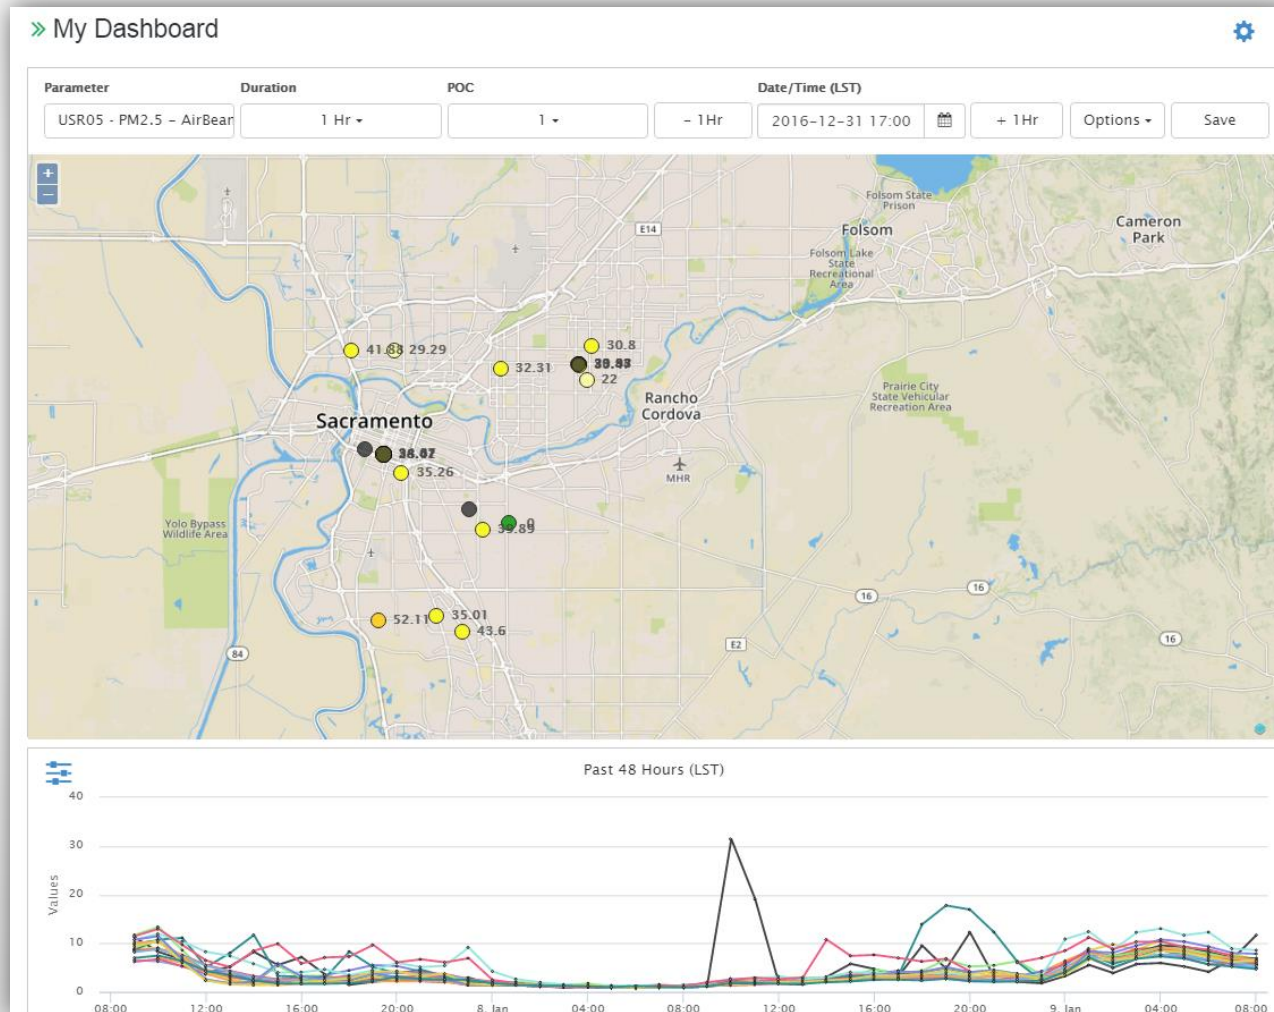 » My Dashboard
Parameter Duration POC Date/Time (LST)
USR05 - PM2.5 - AirBean 1 Hr 1 - 1Hr 2016-12-31 17:00 + 1Hr Options Save
+
−
Folsom State
Prison
E14
Folsom
Cameron
Park
Folsom Lake
State
Recreational
Area
41.88 29.29
30.8
32.31
22
Prairie City
State Vehicular
Recreation Area
Rancho
Cordova
Sacramento
35.26
MHR
Yolo Bypass
Wildlife Area
0
39.89
16
16
52.11 35.01
43.6
E2
16
84
Past 48 Hours (LST)
Values
40
30
20
10
0
08:00 12:00 16:00 20:00 8. Jan 04:00 08:00 12:00 16:00 20:00 9. Jan 04:00 08:00